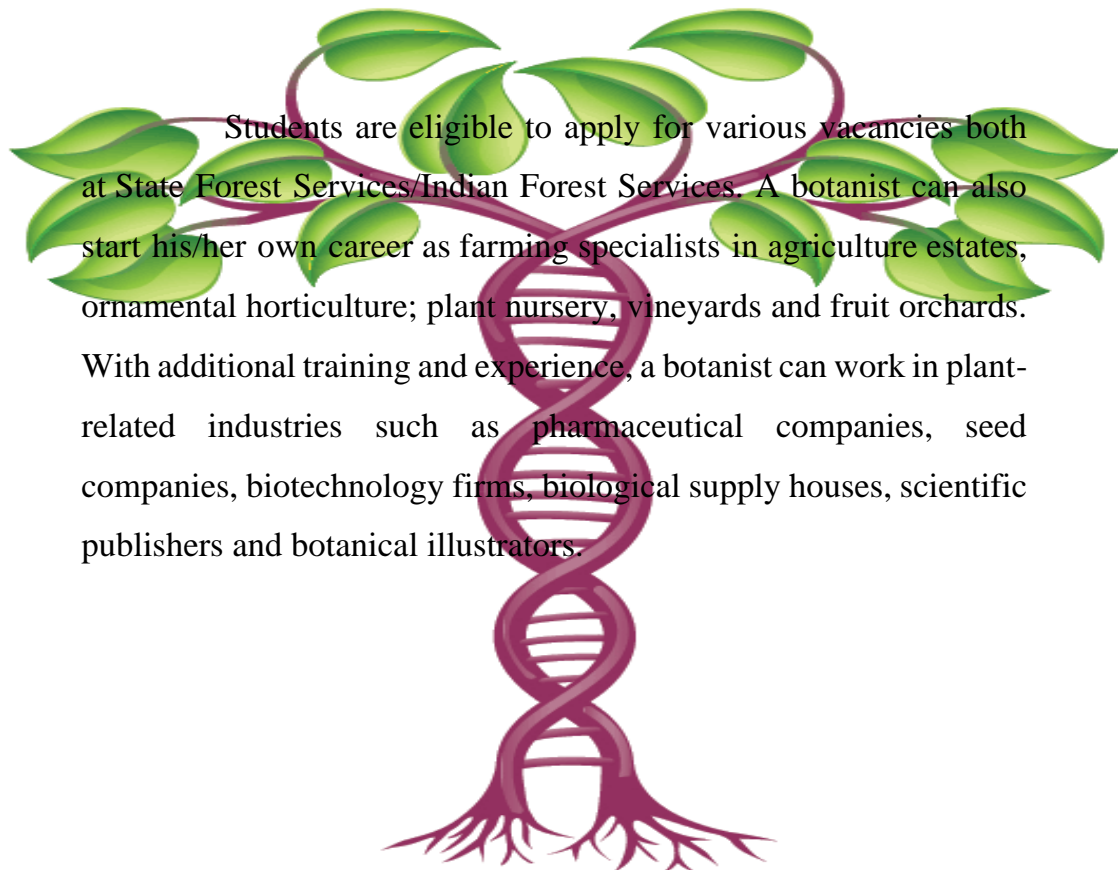 Students are eligible to apply for various vacancies both
at State Forest Services/Indian Forest Services. A botanist can also
start his/her own career as farming specialists in agriculture estates,
ornamental horticulture; plant nursery, vineyards and fruit orchards.
With additional training and experience, a botanist can work in plant-
related industries such as pharmaceutical companies, seed
companies, biotechnology firms, biological supply houses, scientific
publishers and botanical illustrators.